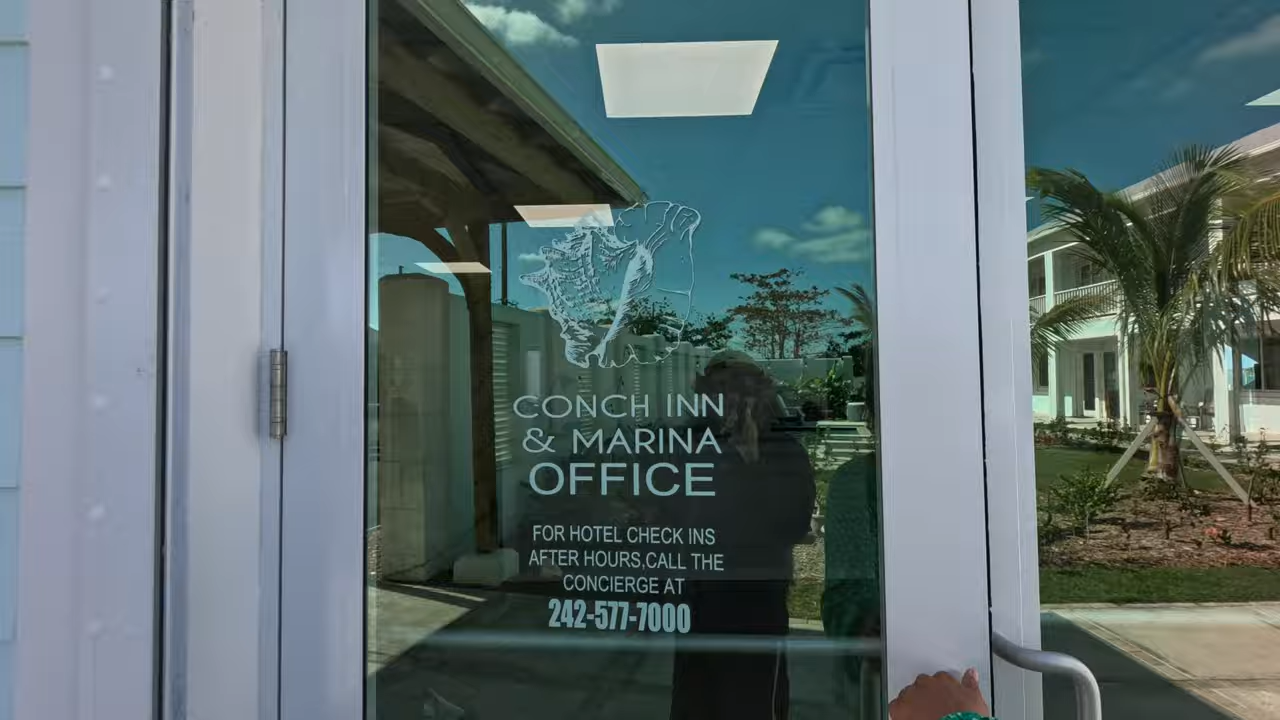 CONCH INN
& MARINA
OFFICE
FOR HOTEL CHECK INS
AFTER HOURS,CALL THE
CONCIERGE AT
242-577-7000